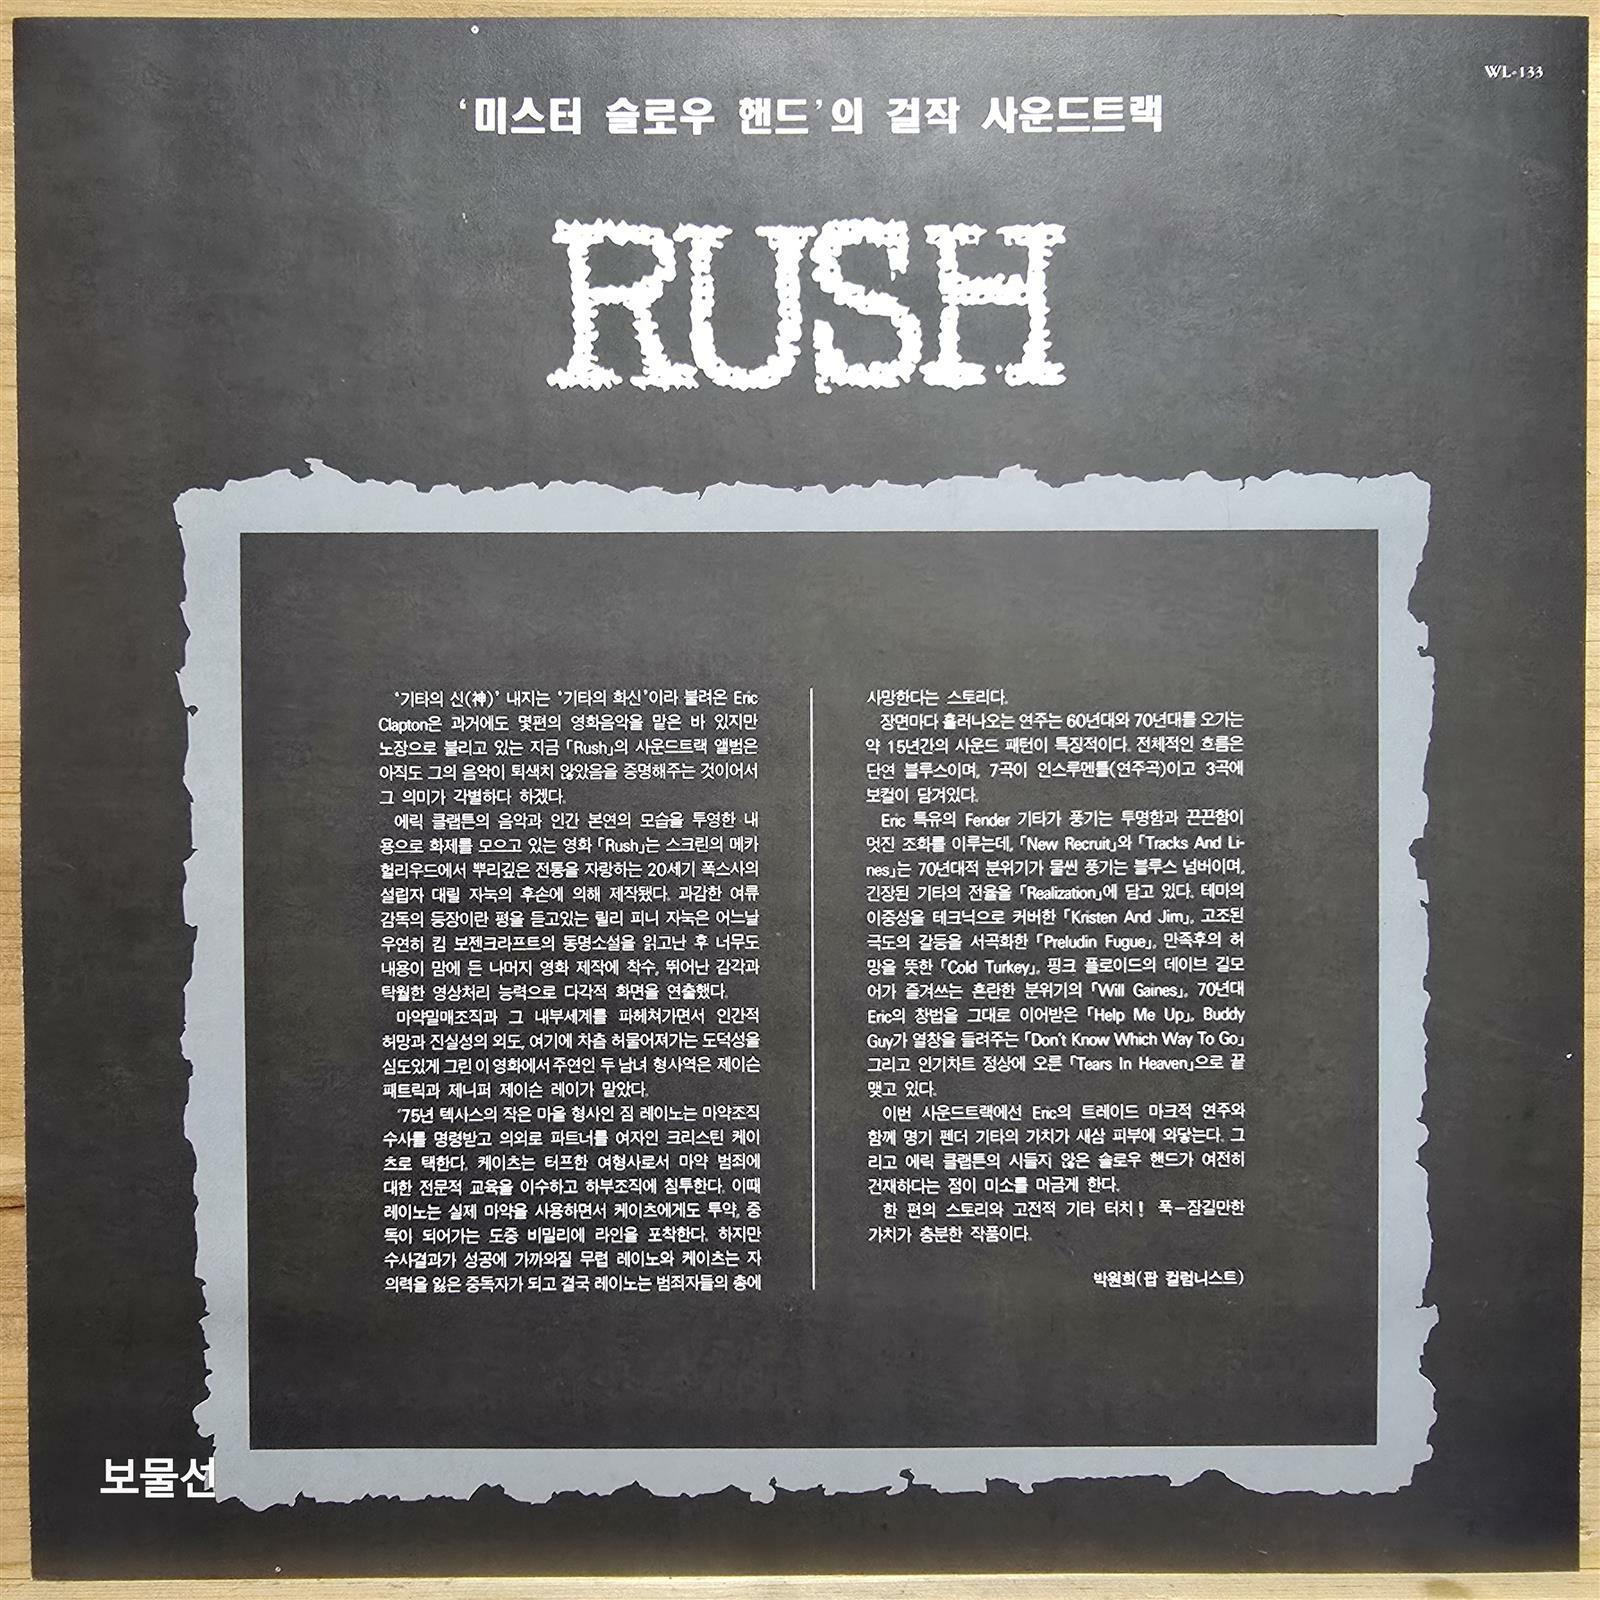 WL-133
‘미스터 슬로우 핸드’의 걸작 사운드트랙
RUSH
‘기타의 신(神)’ 내지는 ‘기타의 화신’이라 불려온 Eric
Clapton은 과거에도 몇편의 영화음악을 맡은 바 있지만
노장으로 불리고 있는 지금 「Rush」의 사운드트랙 앨범은
아직도 그의 음악이 퇴색치 않았음을 증명해주는 것이어서
그 의미가 각별하다 하겠다.
에릭 클랩튼의 음악과 인간 본연의 모습을 투영한 내
용으로 화제를 모으고 있는 영화 「Rush」는 스크린의 메카
헐리우드에서 뿌리깊은 전통을 자랑하는 20세기 폭스사의
설립자 대릴 자눅의 후손에 의해 제작됐다. 과감한 여류
감독의 등장이란 평을 듣고있는 릴리 피니 자눅은 어느날
우연히 킴 보젠크라프트의 동명소설을 읽고난 후 너무도
내용이 맘에 든 나머지 영화 제작에 착수, 뛰어난 감각과
탁월한 영상처리 능력으로 다각적 화면을 연출했다.
마약밀매조직과 그 내부세계를 파헤쳐가면서 인간적
허망과 진실성의 외도, 여기에 차츰 허물어져가는 도덕성을
심도있게 그린 이 영화에서 주연인 두 남녀 형사역은 제이슨
패트릭과 제니퍼 제이슨 레이가 맡았다.
‘75년 텍사스의 작은 마을 형사인 짐 레이노는 마약조직
수사를 명령받고 의외로 파트너를 여자인 크리스틴 케이
츠로 택한다. 케이츠는 터프한 여형사로서 마약 범죄에
대한 전문적 교육을 이수하고 하부조직에 침투한다. 이때
레이노는 실제 마약을 사용하면서 케이츠에게도 투약, 중
독이 되어가는 도중 비밀리에 라인을 포착한다. 하지만
수사결과가 성공에 가까와질 무렵 레이노와 케이츠는 자
의력을 잃은 중독자가 되고 결국 레이노는 범죄자들의 총에
사망한다는 스토리다.
장면마다 흘러나오는 연주는 60년대와 70년대를 오가는
약 15년간의 사운드 패턴이 특징적이다. 전체적인 흐름은
단연 블루스이며, 7곡이 인스루멘틀(연주곡)이고 3곡에
보컬이 담겨있다.
Eric 특유의 Fender 기타가 풍기는 투명함과 끈끈함이
멋진 조화를 이루는데, 「New Recruit」와 「Tracks And Li-
nes」는 70년대적 분위기가 물씬 풍기는 블루스 넘버이며,
긴장된 기타의 전율을 「Realization」에 담고 있다. 테마의
이중성을 테크닉으로 커버한 「Kristen And Jim」, 고조된
극도의 갈등을 서곡화한 「Preludin Fugue」, 만족후의 허
망을 뜻한 「Cold Turkey」, 핑크 플로이드의 데이브 길모
어가 즐겨쓰는 흔란한 분위기의 「Will Gaines」, 70년대
Eric의 창법을 그대로 이어받은 「Help Me Up」, Buddy
Guy가 열창을 들려주는 「Don't Know Which Way To Go」
그리고 인기차트 정상에 오른 「Tears In Heaven」으로 끝
맺고 있다.
이번 사운드트랙에선 Eric의 트레이드 마크적 연주와
함께 명기 펜더 기타의 가치가 새삼 피부에 와닿는다. 그
리고 에릭 클랩튼의 시들지 않은 슬로우 핸드가 여전히
건재하다는 점이 미소를 머금게 한다.
한 편의 스토리와 고전적 기타 터치! 푹—잠길만한
가치가 충분한 작품이다.
박원희(팝 컬럼니스트)
보물선